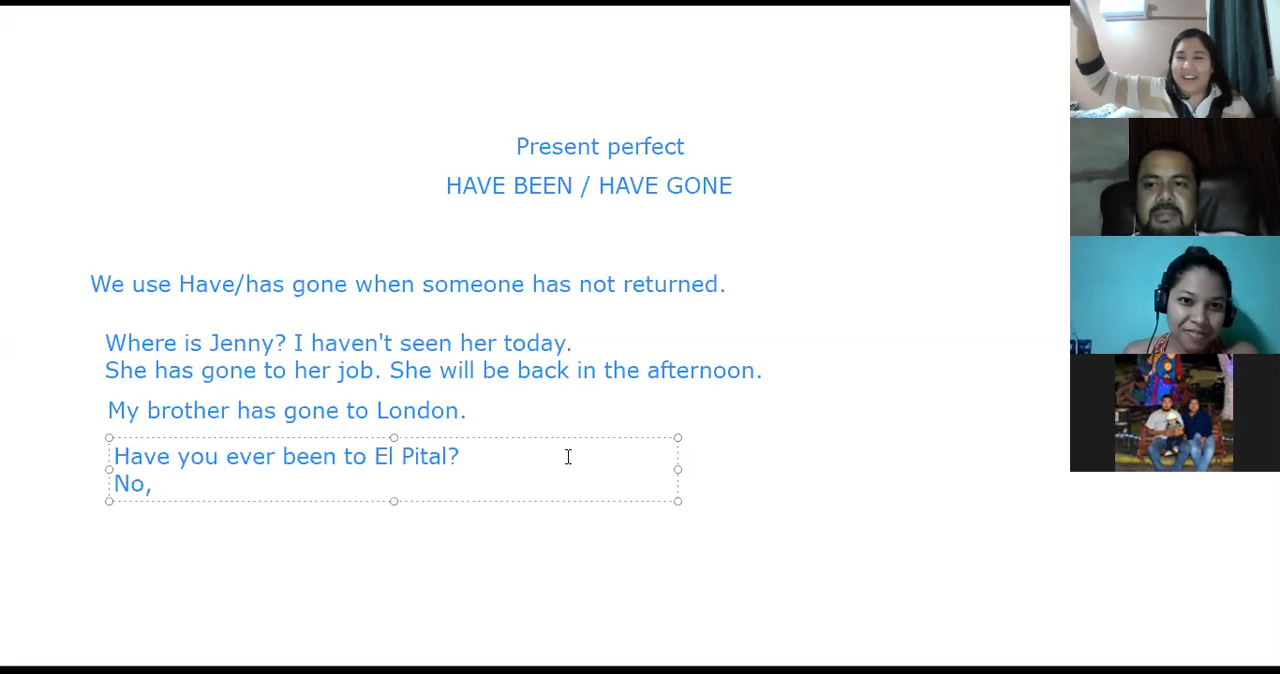 Present perfect
HAVE BEEN / HAVE GONE
We use Have/has gone when someone has not returned.
Where is Jenny? I haven't seen her today.
She has gone to her job. She will be back in the afternoon.
My brother has gone to London.
Have you ever been to El Pital?
No,